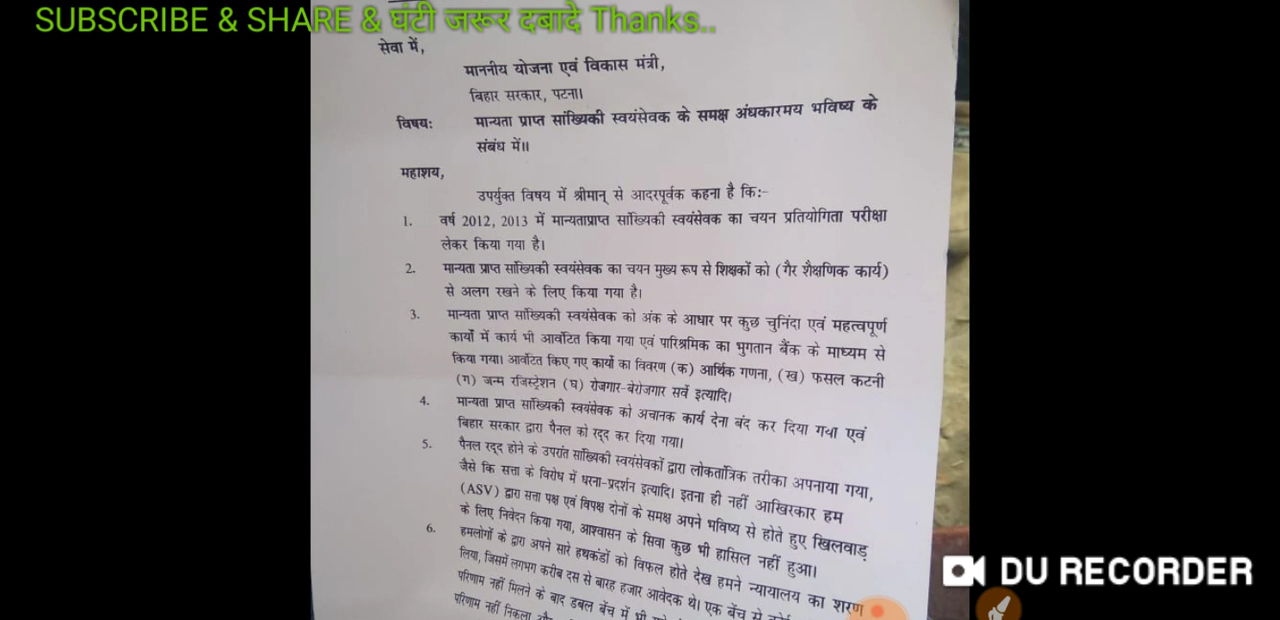 SUBSCRIBE & SHARE & घंटी जरूर दबादे Thanks..
सेवा में,
माननीय योजना एवं विकास मंत्री,
बिहार सरकार, पटना।
विषयः मान्यता प्राप्त सांख्यिकी स्वयंसेवक के समक्ष अंधकारमय भविष्य के
संबंध में॥
महाशय,
उपर्युक्त विषय में श्रीमान् से आदरपूर्वक कहना है कि:-
1. वर्ष 2012, 2013 में मान्यताप्राप्त सांख्यिकी स्वयंसेवक का चयन प्रतियोगिता परीक्षा
लेकर किया गया है।
2. मान्यता प्राप्त सांख्यिकी स्वयंसेवक का चयन मुख्य रूप से शिक्षकों को (गैर शैक्षणिक कार्य)
से अलग रखने के लिए किया गया है।
3. मान्यता प्राप्त सांख्यिकी स्वयंसेवक को अंक के आधार पर कुछ चुनिंदा एवं महत्वपूर्ण
कार्यों में कार्य भी आवंटित किया गया एवं पारिश्रमिक का भुगतान बैंक के माध्यम से
किया गया। आवंटित किए गए कार्यों का विवरण (क) आर्थिक गणना, (ख) फसल कटनी
(ग) जन्म रजिस्ट्रेशन (घ) रोजगार-बेरोजगार सर्वे इत्यादि।
4. मान्यता प्राप्त सांख्यिकी स्वयंसेवक को अचानक कार्य देना बंद कर दिया गया एवं
बिहार सरकार द्वारा पैनल को रद्द कर दिया गया।
5. पैनल रद्द होने के उपरांत सांख्यिकी स्वयंसेवकों द्वारा लोकतांत्रिक तरीका अपनाया गया,
जैसे कि सत्ता के विरोध में धरना-प्रदर्शन इत्यादि। इतना ही नहीं आखिरकार हम
(ASV) द्वारा सत्ता पक्ष एवं विपक्ष दोनों के समक्ष अपने भविष्य से होते हुए खिलवाड़
के लिए निवेदन किया गया, आश्वासन के सिवा कुछ भी हासिल नहीं हुआ।
6. हमलोगों के द्वारा अपने सारे हथकंडों को विफल होते देख हमने न्यायालय का शरण
लिया, जिसमें लगभग करीब दस से बारह हजार आवेदक थे। एक बेंच से
परिणाम नहीं मिलने के बाद डबल बेंच में भी
परिणाम नहीं निकला और
DU RECORDER